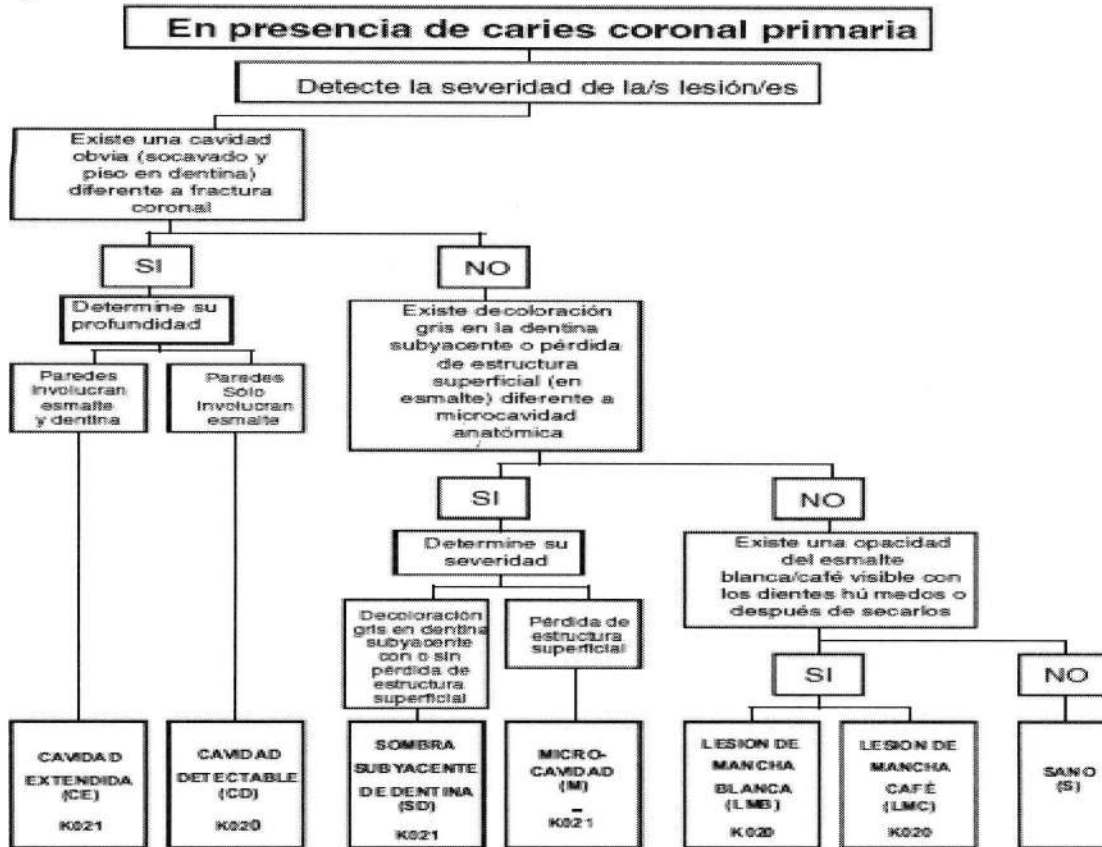 En presencia de caries coronal primaria
Detecte la severidad de la/s lesión/es
Existe una cavidad
obvia (socavado y
piso en dentina)
diferente a fractura
coronal
SI
NO
Determine su
profundidad
Paredes
Involucran
esmalte
y dentina
Paredes
Sólo
Involucran
esmalte
Existe decoloración
gris en la dentina
subyacente o pérdida
de estructura
superficial (en
esmalte) diferente a
microcavidad
anatómica
SI
NO
Determine su
severidad
Existe una opacidad
del esmalte
blanca/café visible con
los dientes hú medos o
después de secarlos
Decoloración
gris en dentina
subyacente
con o sin
pérdida de
estructura
superficial
Pérdida de
estructura
superficial
SI
NO
CAVIDAD
EXTENDIDA
(CE)
K021
CAVIDAD
DETECTABLE
(CD)
K020
SOMBRA
SUBYACENTE
DE DENTINA
(SD)
K021
MICRO-
CAVIDAD
(M)
–
K021
LESION DE
MANCHA
BLANCA
(LMB)
K020
LESION DE
MANCHA
CAFÉ
(LMC)
K020
SANO
(S)